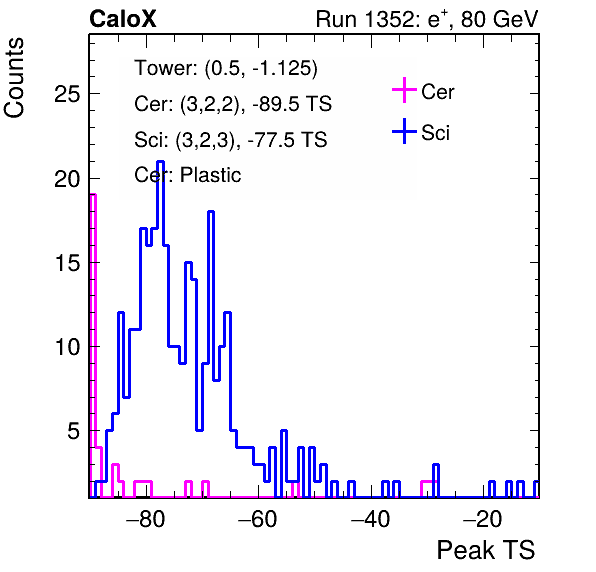 CaloX Run 1352: e⁺, 80 GeV
Counts
Tower: (0.5, -1.125)
Cer: (3,2,2), -89.5 TS
Sci: (3,2,3), -77.5 TS
Cer: Plastic
Cer
Sci
25
20
15
10
5
−80 −60 −40 −20
Peak TS